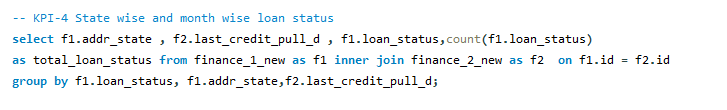 -- KPI-4 State wise and month wise loan status
select f1.addr_state , f2.last_credit_pull_d , f1.loan_status,count(f1.loan_status)
as total_loan_status from finance_1_new as f1 inner join finance_2_new as f2  on f1.id = f2.id
group by f1.loan_status, f1.addr_state,f2.last_credit_pull_d;